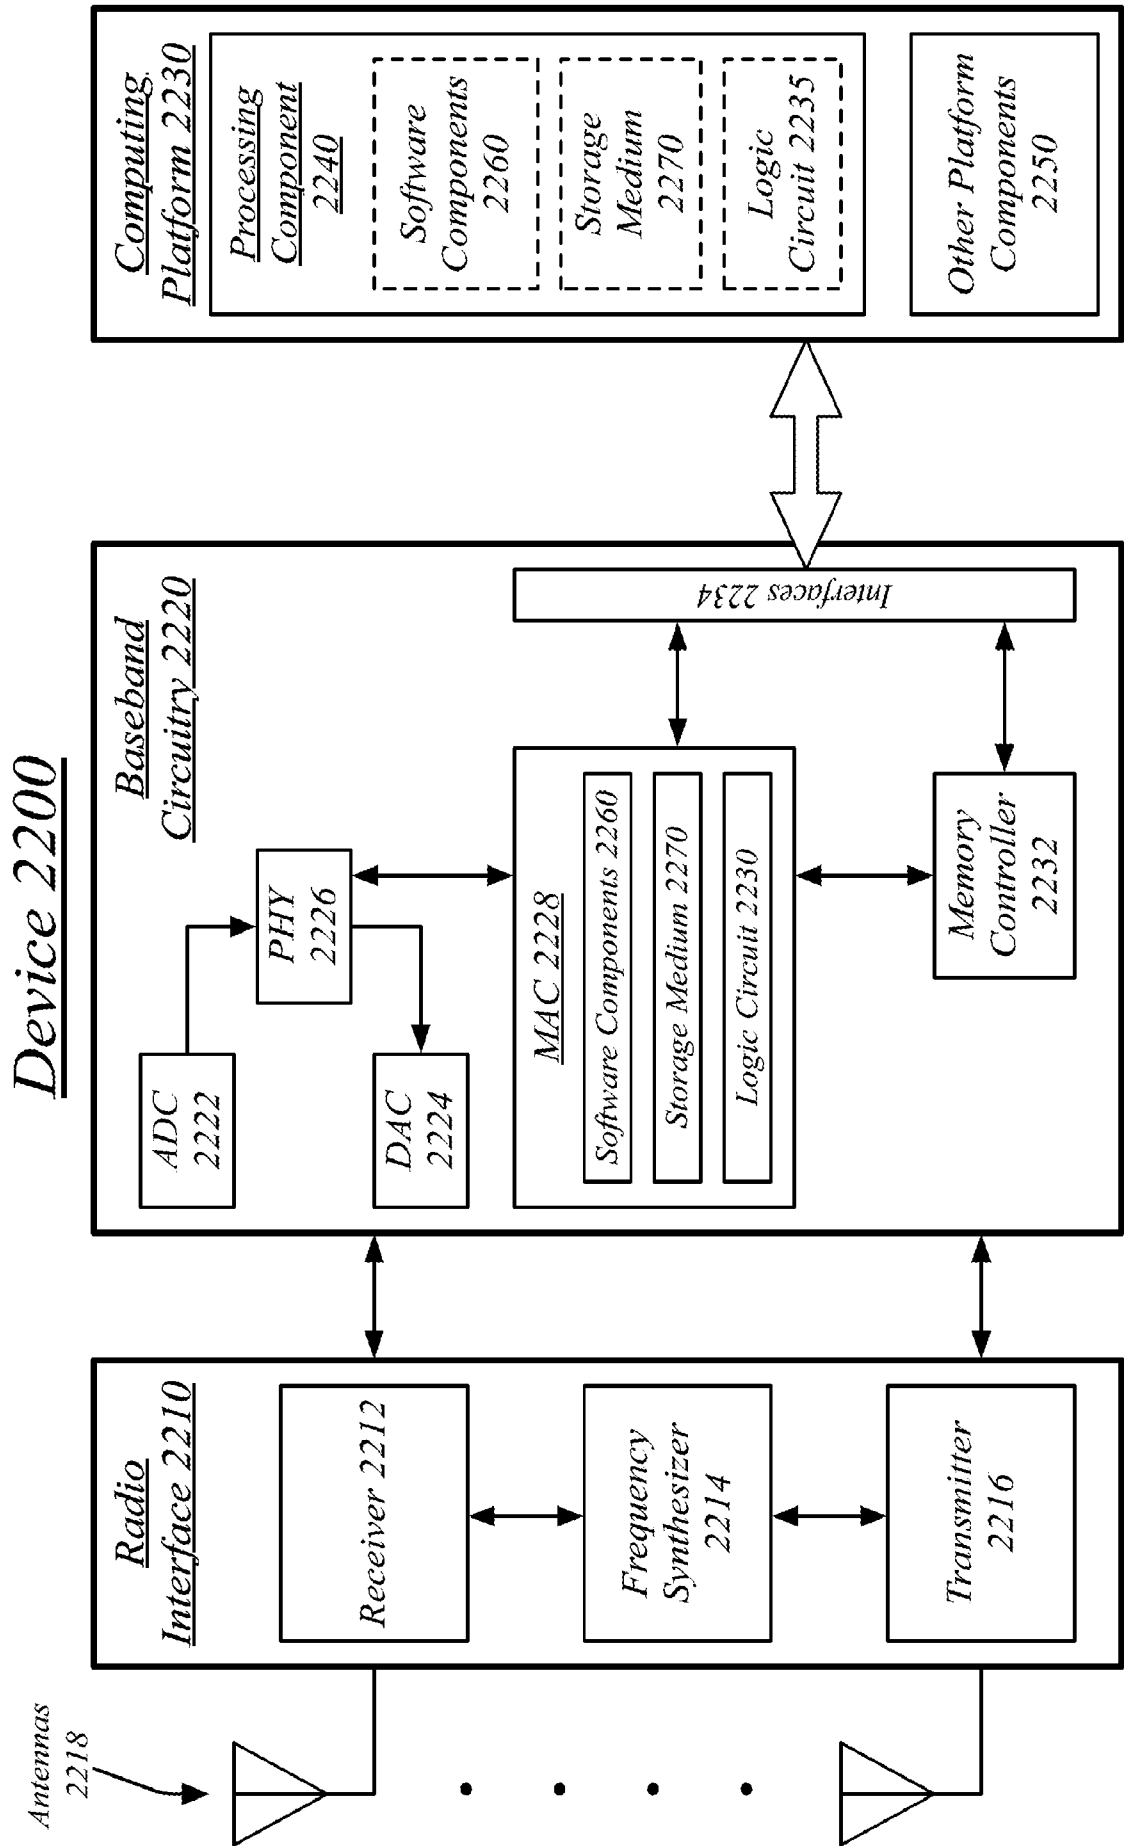 Device 2200
Antennas
2218
Radio
Interface 2210
Receiver 2212
Frequency
Synthesizer
2214
Transmitter
2216
Baseband
Circuitry 2220
ADC
2222
PHY
2226
DAC
2224
MAC 2228
Software Components 2260
Storage Medium 2270
Logic Circuit 2230
Memory
Controller
2232
Interfaces 2234
Computing
Platform 2230
Processing
Component
2240
Software
Components
2260
Storage
Medium
2270
Logic
Circuit 2235
Other Platform
Components
2250